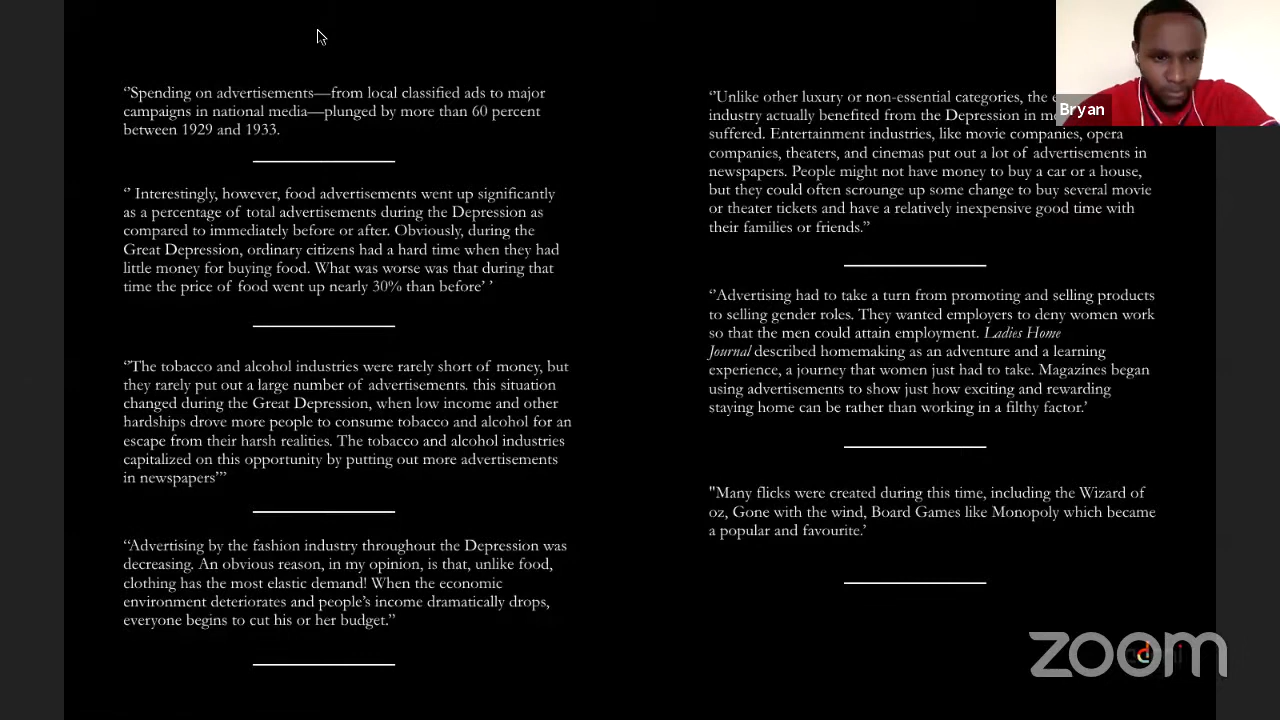 ‘’Spending on advertisements—from local classified ads to major
campaigns in national media—plunged by more than 60 percent
between 1929 and 1933.
‘’ Interestingly, however, food advertisements went up significantly
as a percentage of total advertisements during the Depression as
compared to immediately before or after. Obviously, during the
Great Depression, ordinary citizens had a hard time when they had
little money for buying food. What was worse was that during that
time the price of food went up nearly 30% than before’ ’
‘’The tobacco and alcohol industries were rarely short of money, but
they rarely put out a large number of advertisements. this situation
changed during the Great Depression, when low income and other
hardships drove more people to consume tobacco and alcohol for an
escape from their harsh realities. The tobacco and alcohol industries
capitalized on this opportunity by putting out more advertisements
in newspapers’’’
“Advertising by the fashion industry throughout the Depression was
decreasing. An obvious reason, in my opinion, is that, unlike food,
clothing has the most elastic demand! When the economic
environment deteriorates and people’s income dramatically drops,
everyone begins to cut his or her budget.”
‘’Unlike other luxury or non-essential categories, the
industry actually benefited from the Depression in
suffered. Entertainment industries, like movie companies, opera
companies, theaters, and cinemas put out a lot of advertisements in
newspapers. People might not have money to buy a car or a house,
but they could often scrounge up some change to buy several movie
or theater tickets and have a relatively inexpensive good time with
their families or friends.”
‘’Advertising had to take a turn from promoting and selling products
to selling gender roles. They wanted employers to deny women work
so that the men could attain employment. Ladies Home
Journal described homemaking as an adventure and a learning
experience, a journey that women just had to take. Magazines began
using advertisements to show just how exciting and rewarding
staying home can be rather than working in a filthy factor.’
"Many flicks were created during this time, including the Wizard of
oz, Gone with the wind, Board Games like Monopoly which became
a popular and favourite.’
Bryan
zoom